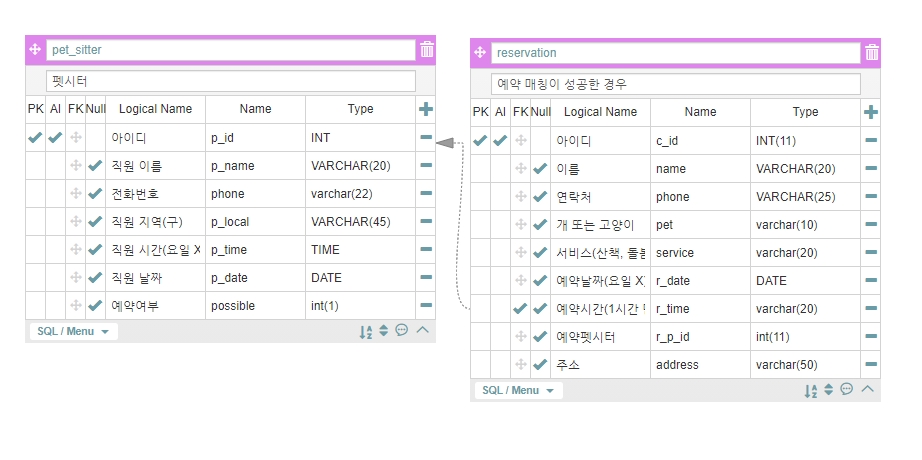 pet_sitter
펫시터
PK AI FK Null Logical Name Name Type
아이디 p_id INT
직원 이름 p_name VARCHAR(20)
전화번호 phone varchar(22)
직원 지역(구) p_local VARCHAR(45)
직원 시간(요일 X p_time TIME
직원 날짜 p_date DATE
예약여부 possible int(1)
SQL / Menu
reservation
예약 매칭이 성공한 경우
PK AI FK Null Logical Name Name Type
아이디 c_id INT(11)
이름 name VARCHAR(20)
연락처 phone VARCHAR(25)
개 또는 고양이 pet varchar(10)
서비스(산책, 돌봄 service varchar(20)
예약날짜(요일 X) r_date DATE
예약시간(1시간 r_time varchar(20)
예약펫시터 r_p_id int(11)
주소 address varchar(50)
SQL / Menu